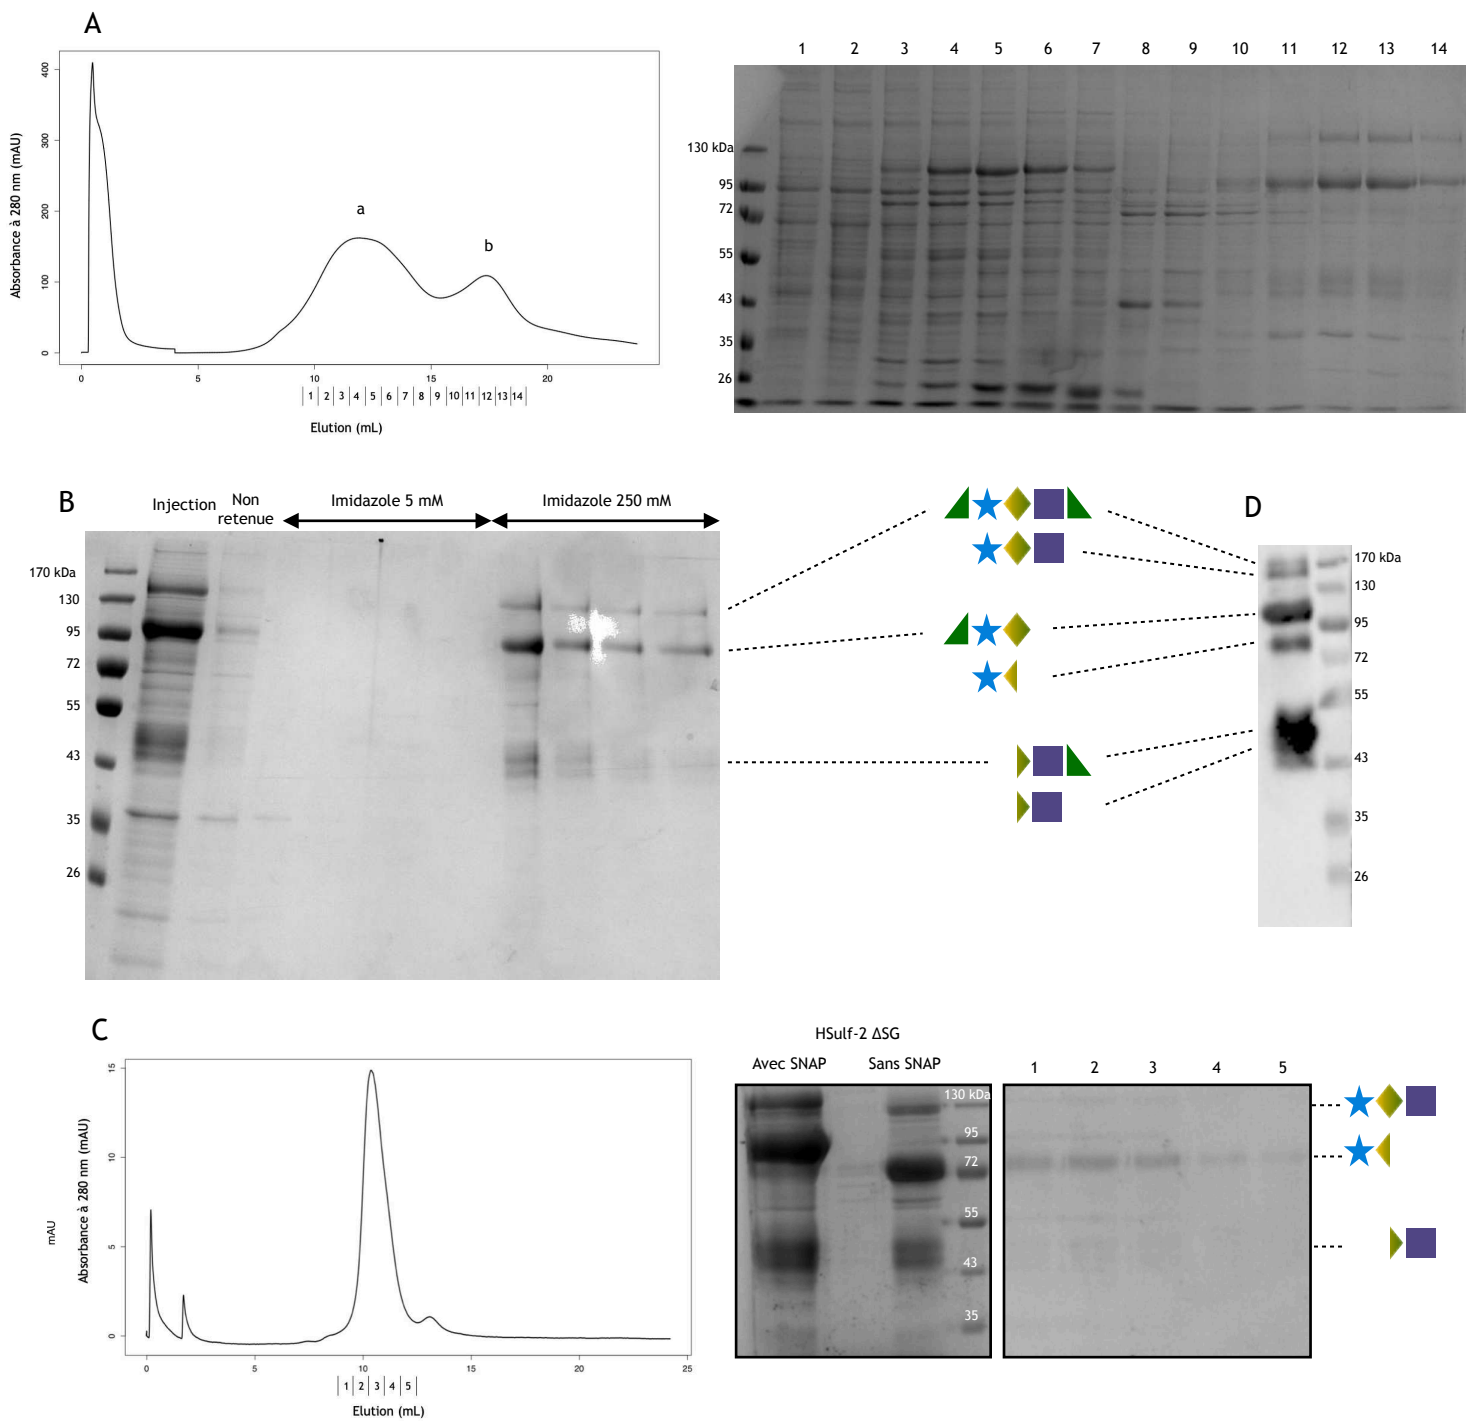 A
Absorbance à 280 nm (mAU)
400
300
200
100
0
a
b
0 5 10 15 20
1 2 3 4 5 6 7 8 9 10 11 12 13 14
Elution (mL)
1 2 3 4 5 6 7 8 9 10 11 12 13 14
130 kDa
95
72
55
43
35
26
B
Injection
Non
retenue
Imidazole 5 mM
Imidazole 250 mM
170 kDa
130
95
72
55
43
35
26
D
170 kDa
130
95
72
55
43
35
26
C
mAU
Absorbance à 280 nm (mAU)
15
10
5
0
0 5 10 15 20 25
1 2 3 4 5
Elution (mL)
HSulf-2 ΔSG
Avec SNAP
Sans SNAP
130 kDa
95
72
55
43
35
1 2 3 4 5